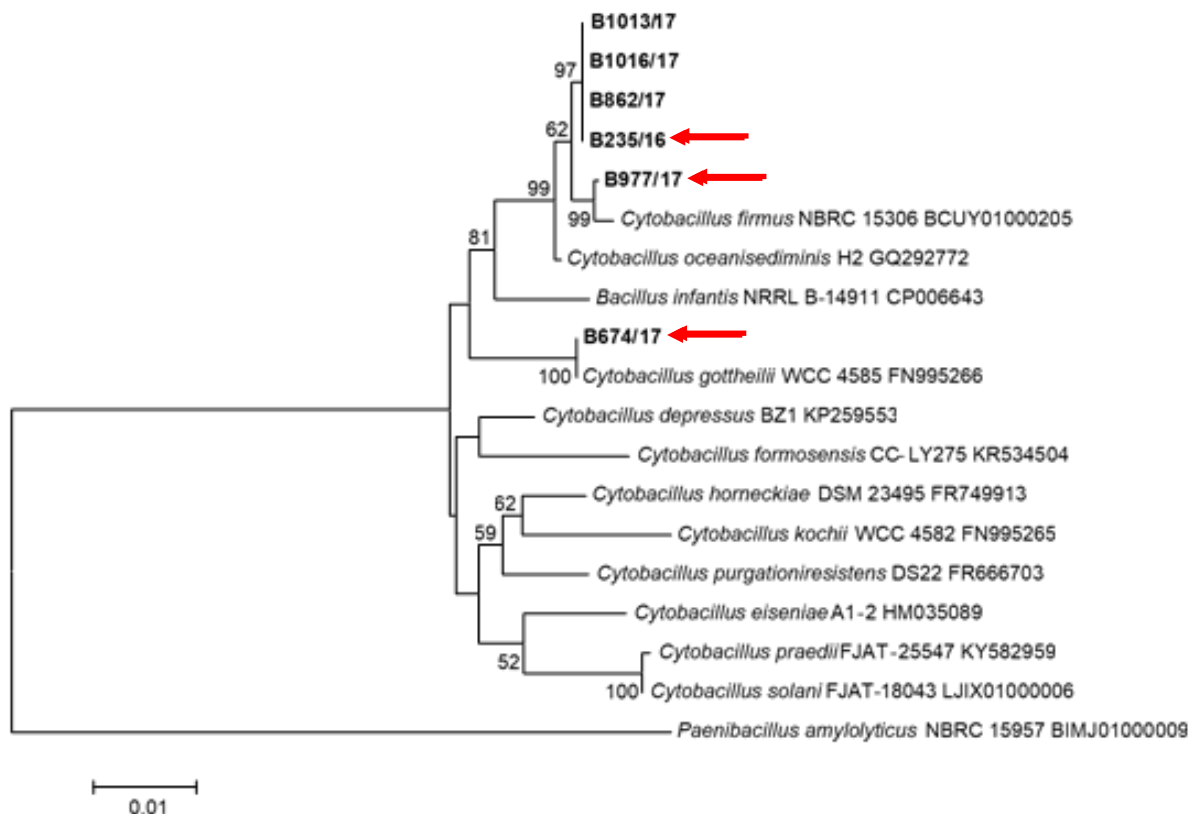 B1013/17
97
B1016/17
B862/17
62
B235/16
B977/17
99
99
Cytobacillus firmus NBRC 15306 BCUY01000205
81
Cytobacillus oceanisediminis H2 GQ292772
Bacillus infantis NRRL B-14911 CP006643
B674/17
100
Cytobacillus gottheilii WCC 4585 FN995266
Cytobacillus depressus BZ1 KP259553
Cytobacillus formosensis CC-LY275 KR534504
Cytobacillus horneckiae DSM 23495 FR749913
62
59
Cytobacillus kochii WCC 4582 FN995265
Cytobacillus purgationiresistens DS22 FR666703
Cytobacillus eiseniae A1-2 HM035089
52
Cytobacillus praedii FJAT-25547 KY582959
100
Cytobacillus solani FJAT-18043 LJIX01000006
Paenibacillus amylolyticus NBRC 15957 BIMJ01000009
0.01